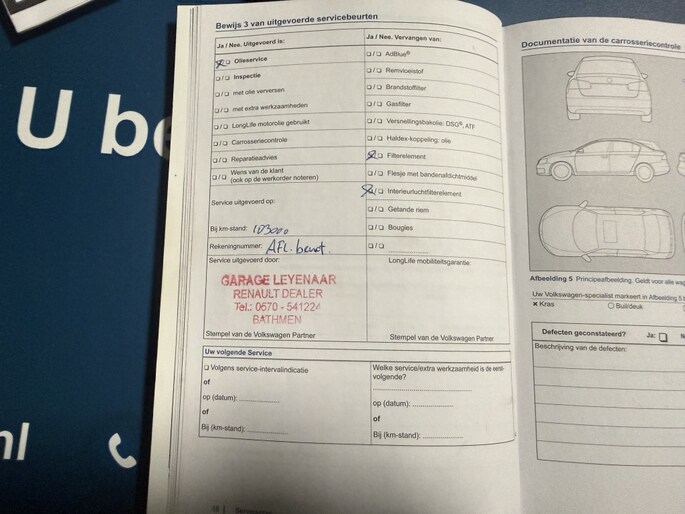 U be
nl
Bewijs 3 van uitgevoerde servicebeurten
Ja / Nee. Uitgevoerd is:
/ Olieservice
/ Inspectie
/ met olie verversen
/ met extra werkzaamheden
/ LongLife motorolie gebruikt
/ Carrosseriecontrole
/ Reparatieadvies
/ Wens van de klant
(ook op de werkorder noteren)
Service uitgevoerd op:
Bij km-stand: 103000
Rekeningnummer: AFL. beurt.
Service uitgevoerd door:
GARAGE LEYENAAR
RENAULT DEALER
Tel.: 0570 - 541224
BATHMEN
Stempel van de Volkswagen Partner
Ja / Nee. Vervangen van:
/ AdBlue®
/ Remvloeistof
/ Brandstoffilter
/ Gasfilter
/ Versnellingsbakolie: DSG®, ATF
/ Haldex-koppeling: olie
/ Filterelement
/ Flesje met bandenafdichtmiddel
/ Interieurluchtfilterelement
/ Getande riem
/ Bougies
/
LongLife mobiliteitsgarantie:
Stempel van de Volkswagen Partner
Uw volgende Service
Volgens service-intervalindicatie
of
op (datum):
of
Bij (km-stand):
Welke service/extra werkzaamheid is de eerst-
volgende?
op (datum):
of
Bij (km-stand):
Documentatie van de carrosseriecontrole
Afbeelding 5 Principeafbeelding. Geldt voor alle
Uw Volkswagen-specialist markeert in Afbeelding 5
Kras
Buil/deuk
Defecten geconstateerd? Ja:
Beschrijving van de defecten: